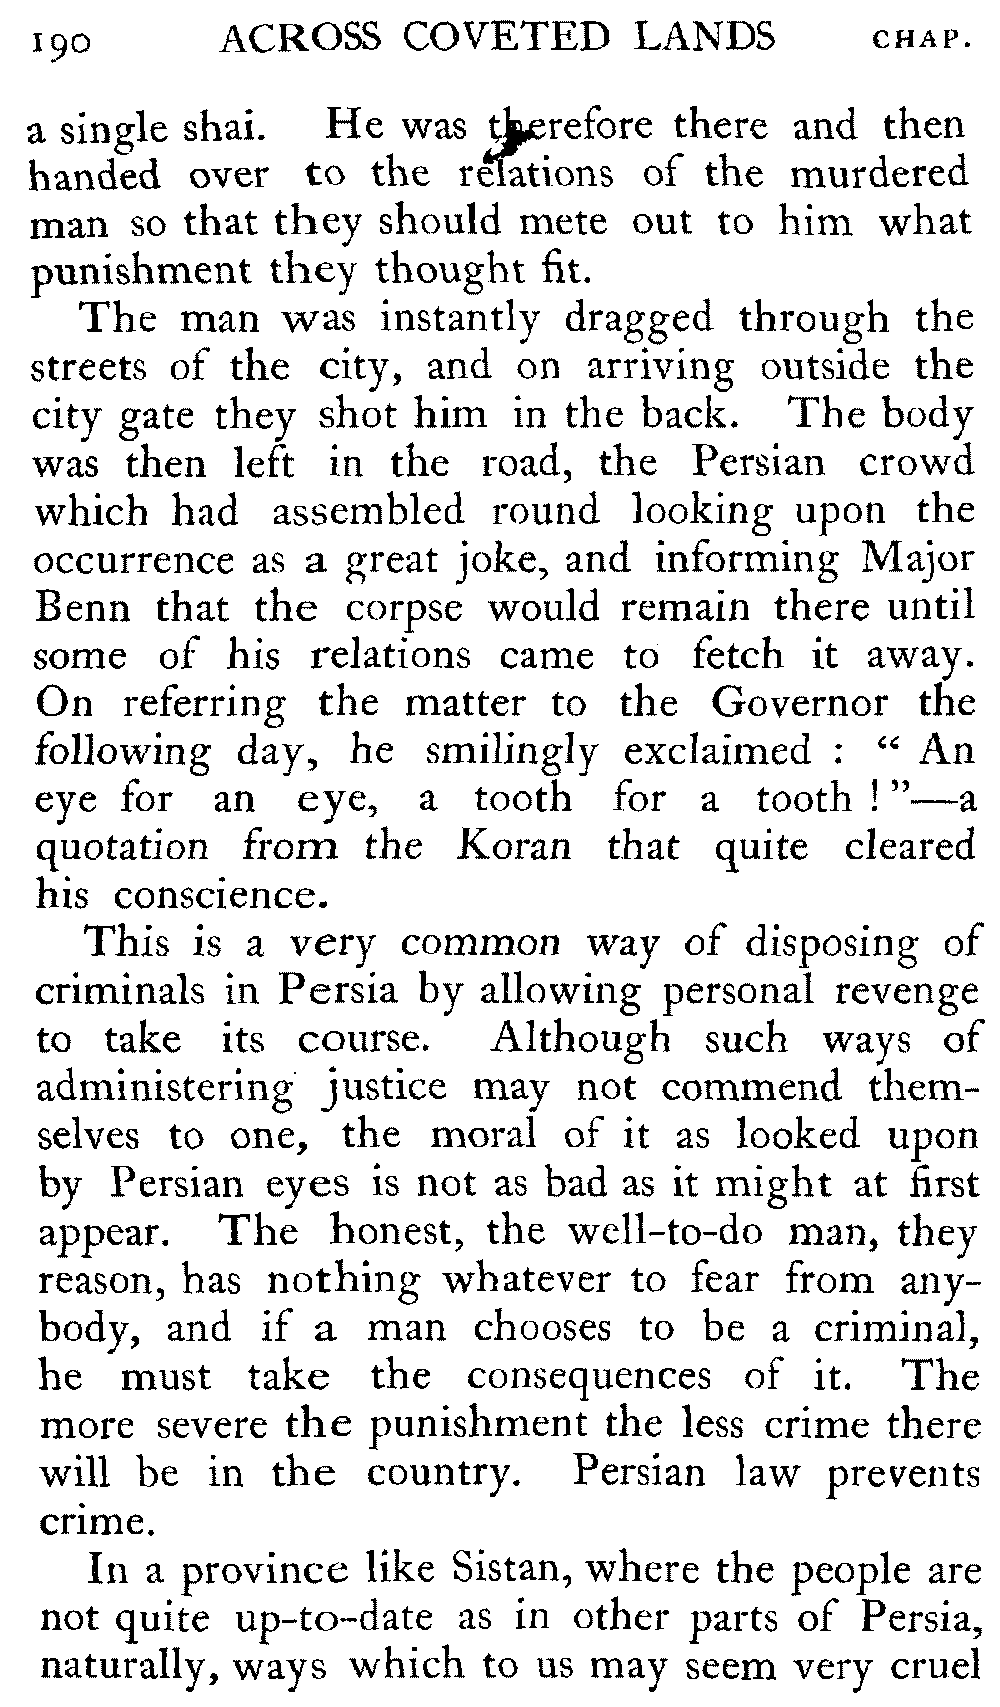 190 ACROSS COVETED LANDS CHAP.
a single shai. He was therefore there and then
handed over to the relations of the murdered
man so that they should mete out to him what
punishment they thought fit.
The man was instantly dragged through the
streets of the city, and on arriving outside the
city gate they shot him in the back. The body
was then left in the road, the Persian crowd
which had assembled round looking upon the
occurrence as a great joke, and informing Major
Benn that the corpse would remain there until
some of his relations came to fetch it away.
On referring the matter to the Governor the
following day, he smilingly exclaimed : “ An
eye for an eye, a tooth for a tooth ! ”—a
quotation from the Koran that quite cleared
his conscience.
This is a very common way of disposing of
criminals in Persia by allowing personal revenge
to take its course. Although such ways of
administering justice may not commend them-
selves to one, the moral of it as looked upon
by Persian eyes is not as bad as it might at first
appear. The honest, the well-to-do man, they
reason, has nothing whatever to fear from any-
body, and if a man chooses to be a criminal,
he must take the consequences of it. The
more severe the punishment the less crime there
will be in the country. Persian law prevents
crime.
In a province like Sistan, where the people are
not quite up-to-date as in other parts of Persia,
naturally, ways which to us may seem very cruel